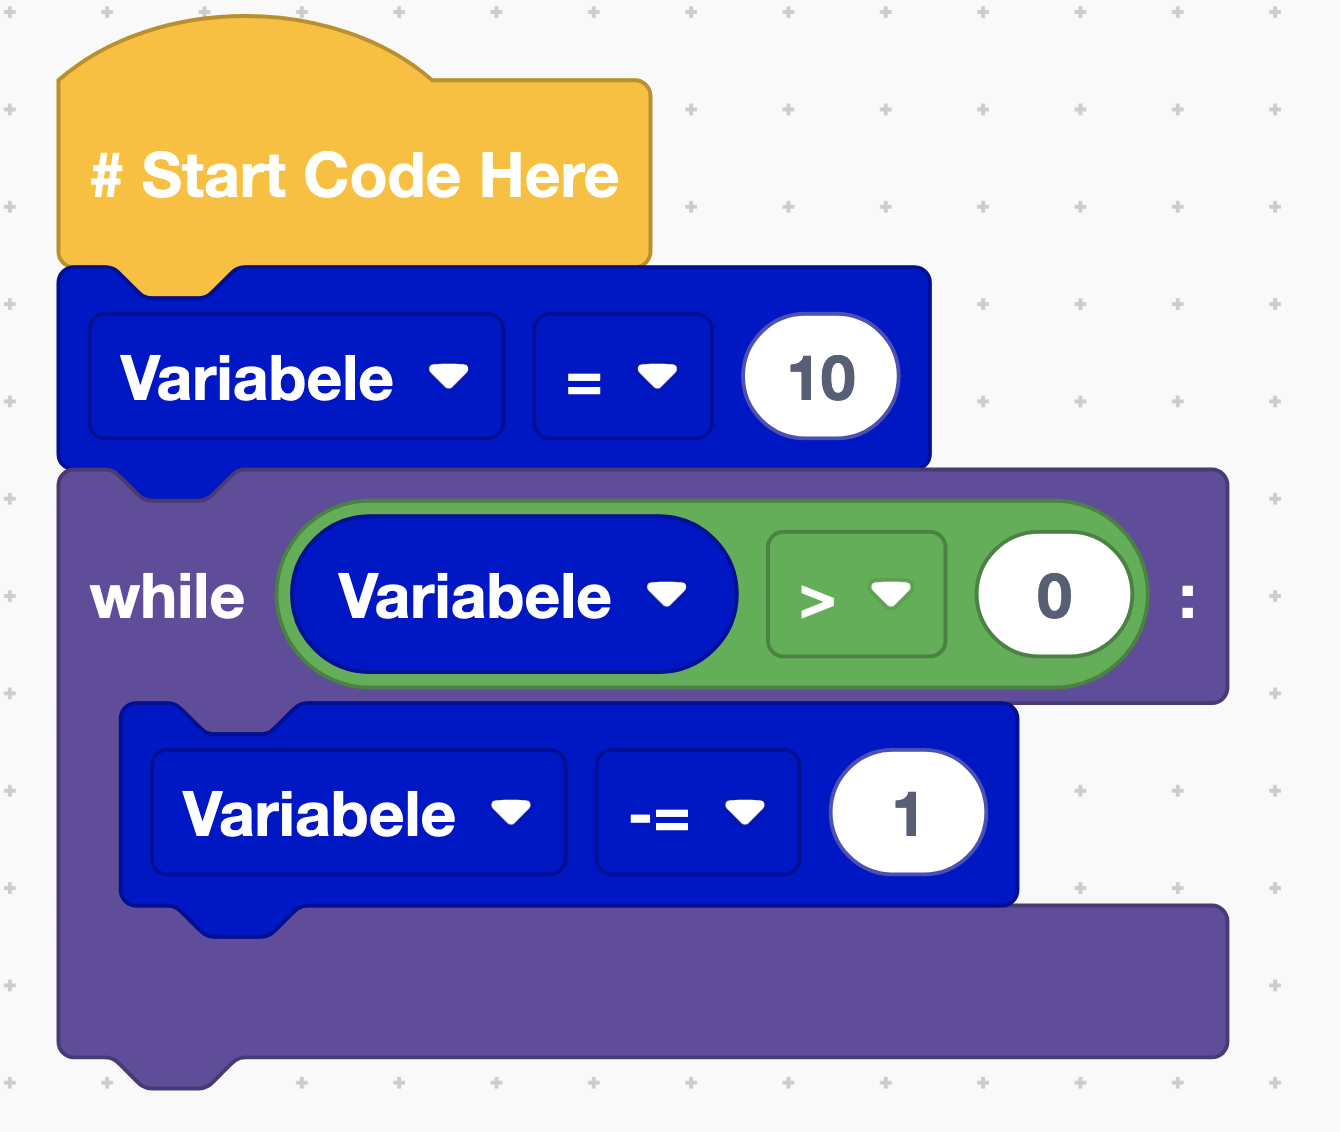 # Start Code Here
Variabele = 10
while Variabele > 0 :
Variabele -= 1